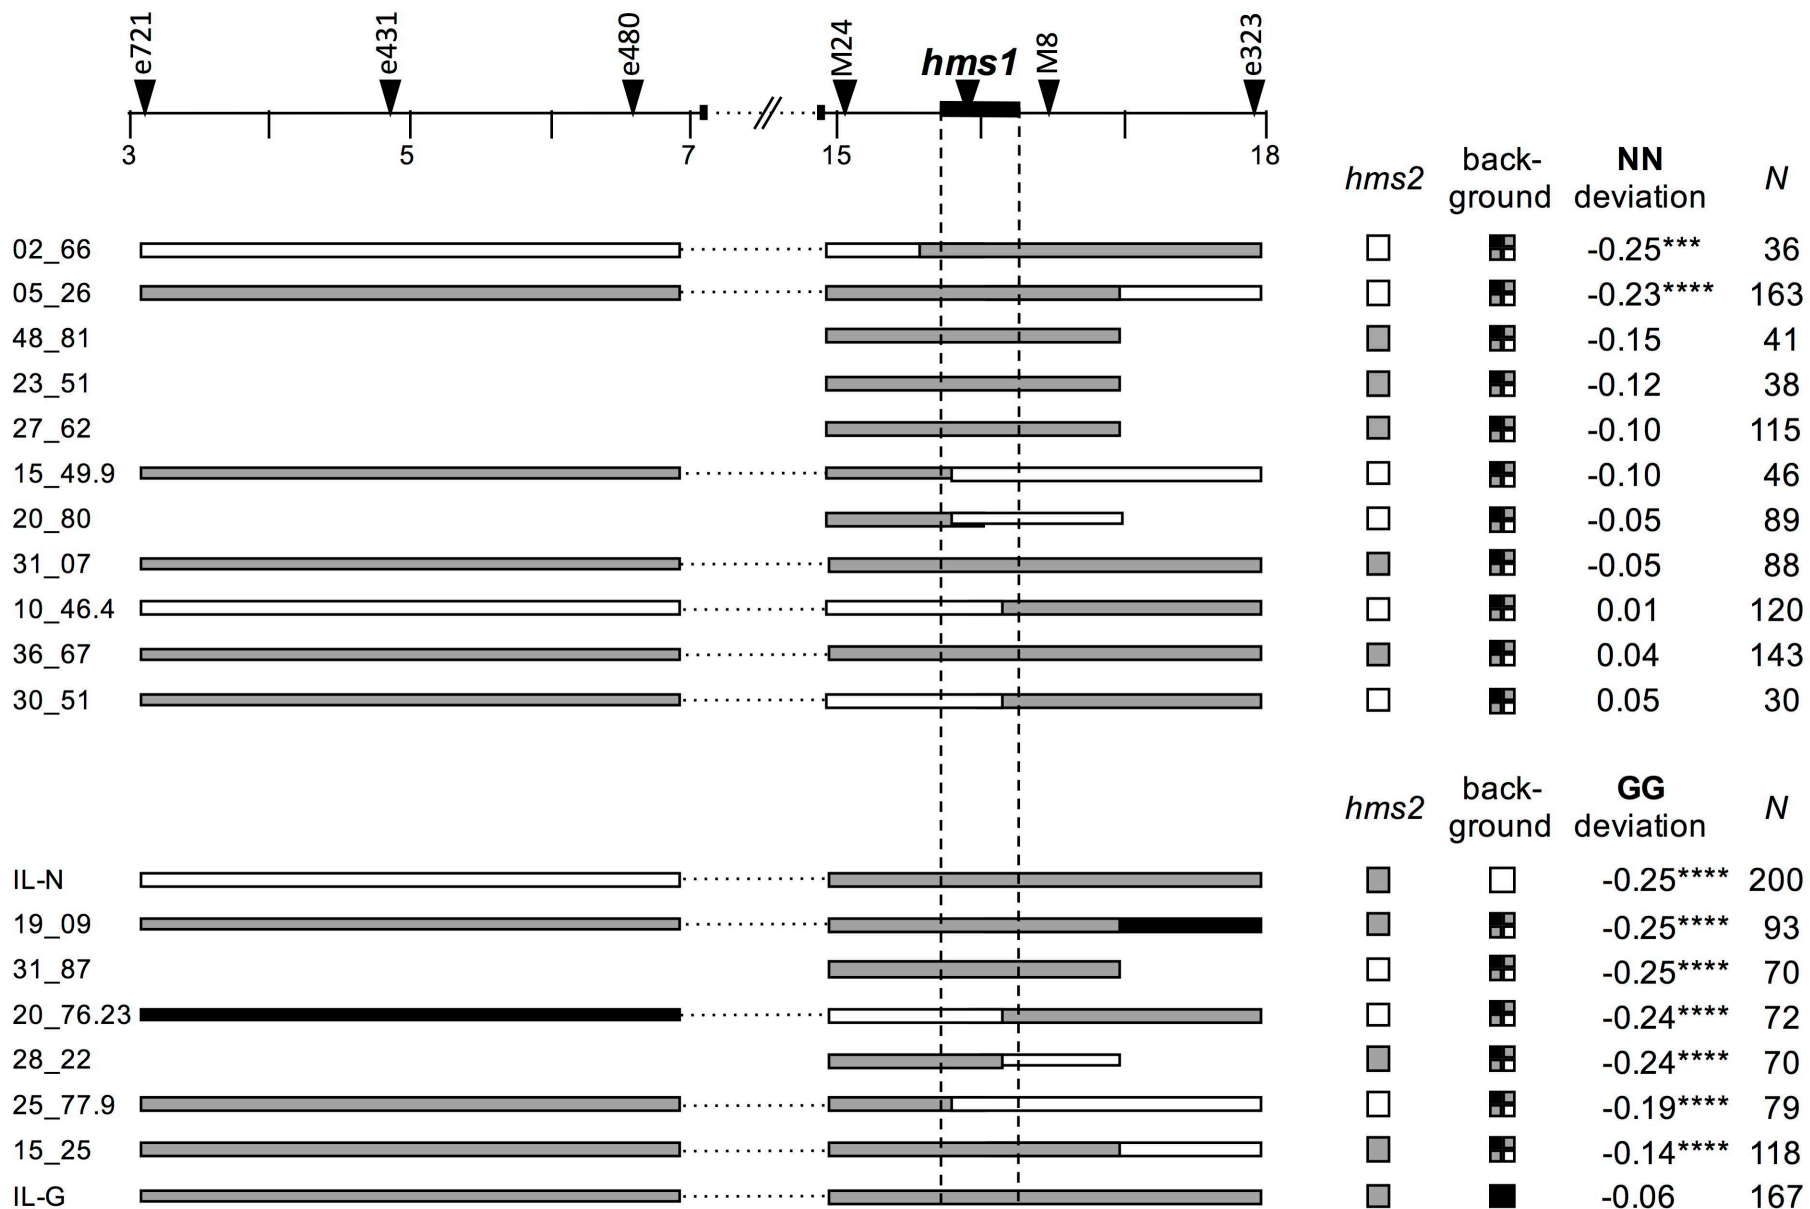 e721 e431 e480 M24 hms1 M8 e323
3 5 7 15 18
hms2 back-ground NN deviation N
02_66 -0.25*** 36
05_26 -0.23**** 163
48_81 -0.15 41
23_51 -0.12 38
27_62 -0.10 115
15_49.9 -0.10 46
20_80 -0.05 89
31_07 -0.05 88
10_46.4 0.01 120
36_67 0.04 143
30_51 0.05 30
hms2 back-ground GG deviation N
IL-N -0.25**** 200
19_09 -0.25**** 93
31_87 -0.25**** 70
20_76.23 -0.24**** 72
28_22 -0.24**** 70
25_77.9 -0.19**** 79
15_25 -0.14**** 118
IL-G -0.06 167